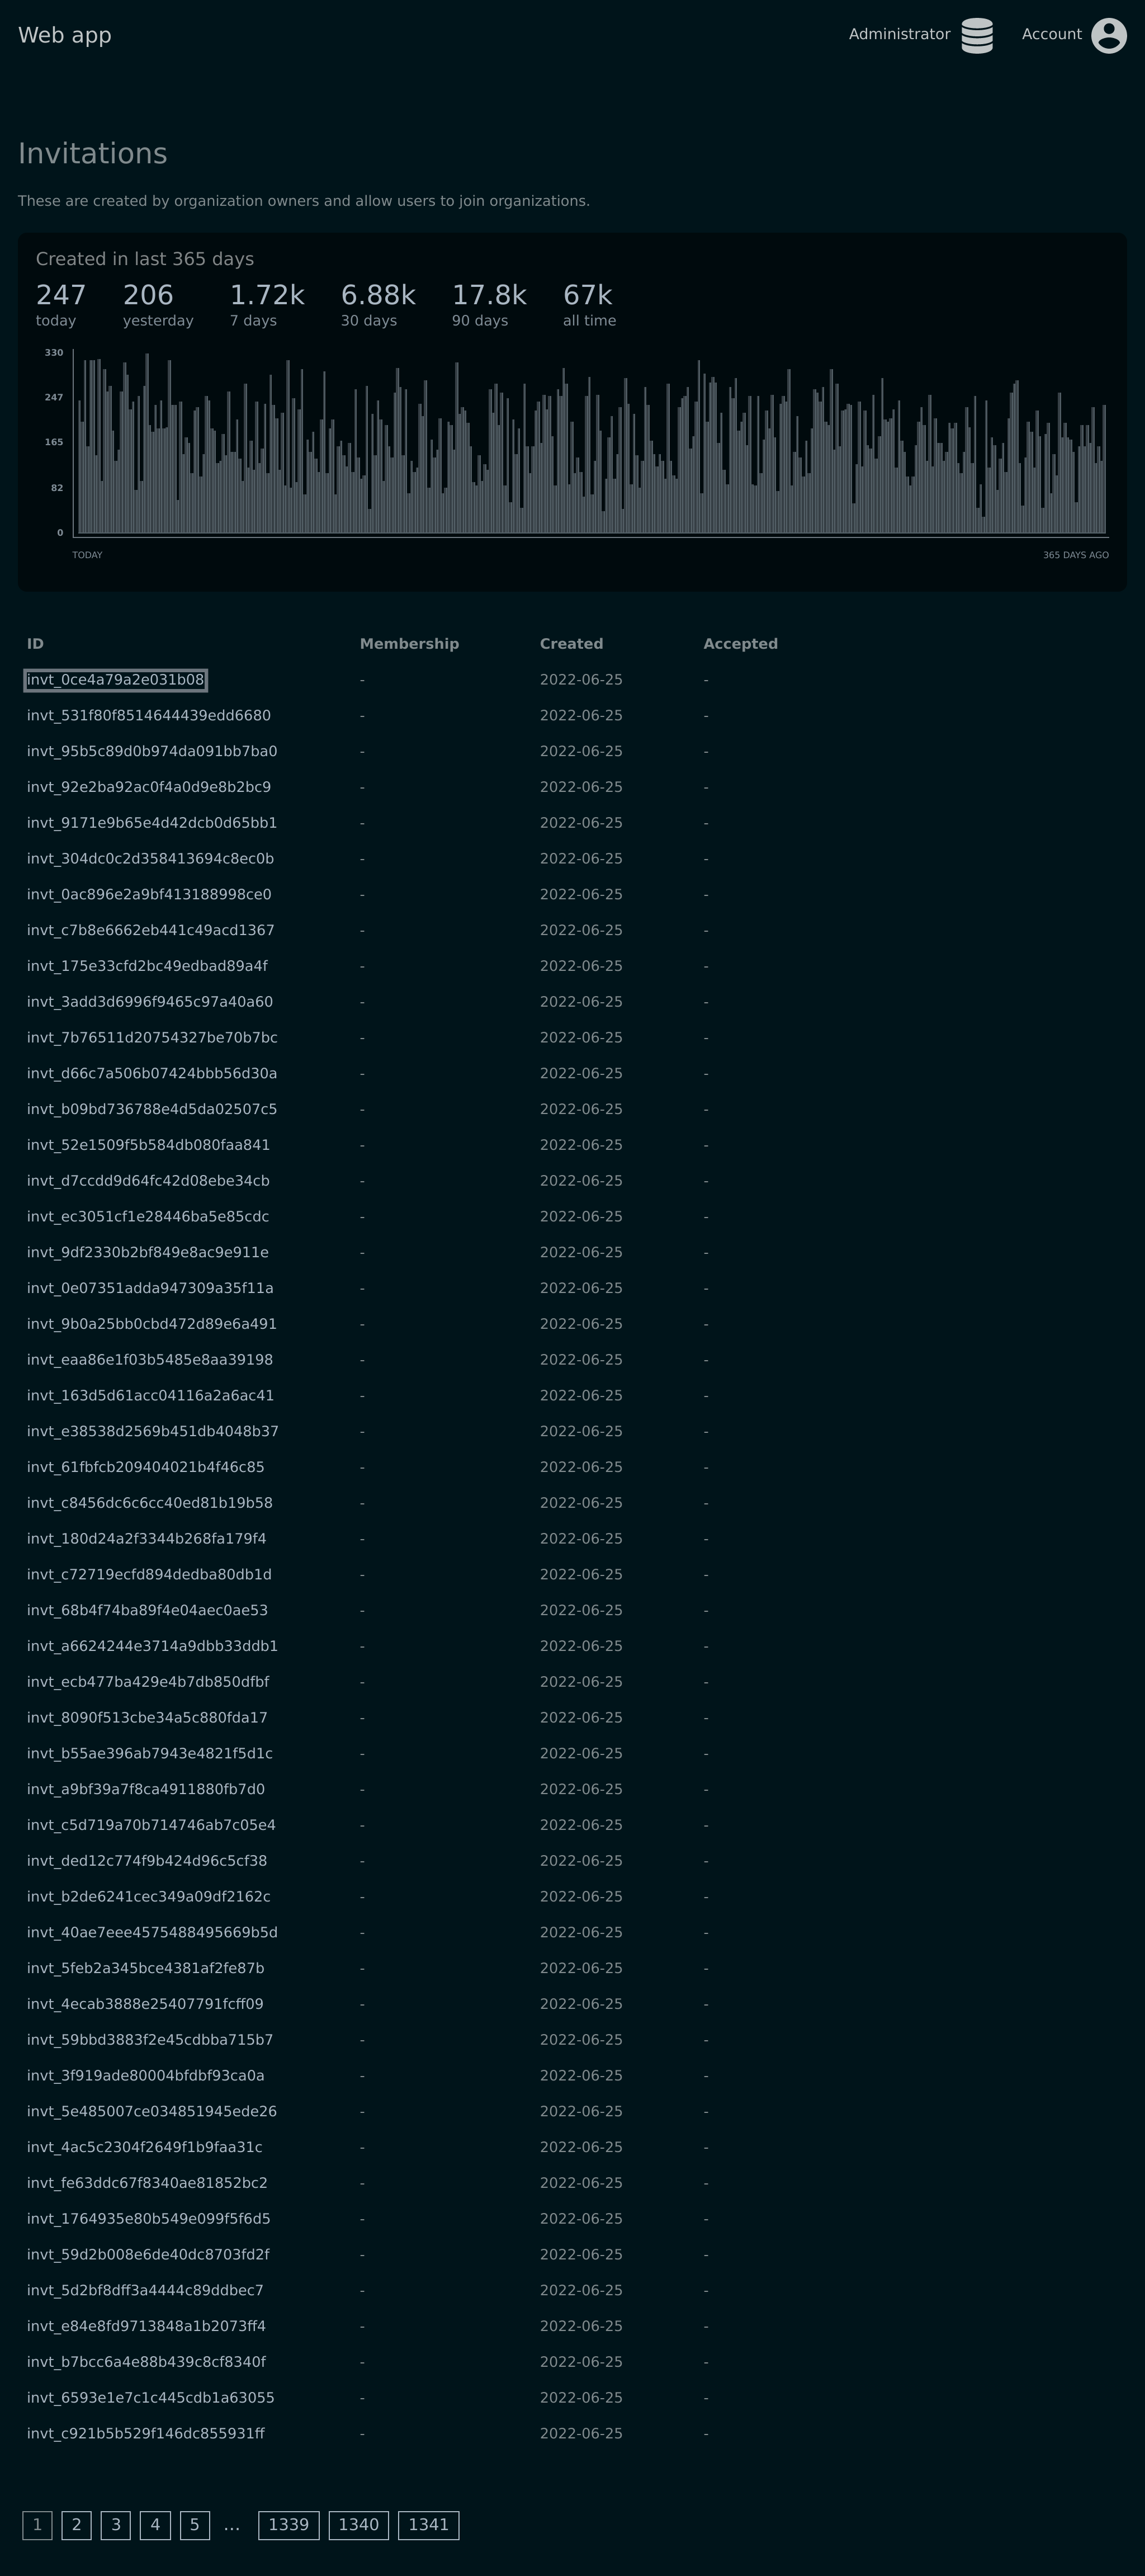 Web app
Administrator
Account
Invitations
These are created by organization owners and allow users to join organizations.
Created in last 365 days
247 206 1.72k 6.88k 17.8k 67k
today yesterday 7 days 30 days 90 days all time
330
247
165
82
0
TODAY 365 DAYS AGO
ID Membership Created Accepted
invt_0ce4a79a2e031b08 - 2022-06-25 -
invt_531f80f8514644439edd6680 - 2022-06-25 -
invt_95b5c89d0b974da091bb7ba0 - 2022-06-25 -
invt_92e2ba92ac0f4a0d9e8b2bc9 - 2022-06-25 -
invt_9171e9b65e4d42dcb0d65bb1 - 2022-06-25 -
invt_304dc0c2d358413694c8ec0b - 2022-06-25 -
invt_0ac896e2a9bf413188998ce0 - 2022-06-25 -
invt_c7b8e6662eb441c49acd1367 - 2022-06-25 -
invt_175e33cfd2bc49edbad89a4f - 2022-06-25 -
invt_3add3d6996f9465c97a40a60 - 2022-06-25 -
invt_7b76511d20754327be70b7bc - 2022-06-25 -
invt_d66c7a506b07424bbb56d30a - 2022-06-25 -
invt_b09bd736788e4d5da02507c5 - 2022-06-25 -
invt_52e1509f5b584db080faa841 - 2022-06-25 -
invt_d7ccdd9d64fc42d08ebe34cb - 2022-06-25 -
invt_ec3051cf1e28446ba5e85cdc - 2022-06-25 -
invt_9df2330b2bf849e8ac9e911e - 2022-06-25 -
invt_0e07351adda947309a35f11a - 2022-06-25 -
invt_9b0a25bb0cbd472d89e6a491 - 2022-06-25 -
invt_eaa86e1f03b5485e8aa39198 - 2022-06-25 -
invt_163d5d61acc04116a2a6ac41 - 2022-06-25 -
invt_e38538d2569b451db4048b37 - 2022-06-25 -
invt_61fbfcb209404021b4f46c85 - 2022-06-25 -
invt_c8456dc6c6cc40ed81b19b58 - 2022-06-25 -
invt_180d24a2f3344b268fa179f4 - 2022-06-25 -
invt_c72719ecfd894dedba80db1d - 2022-06-25 -
invt_68b4f74ba89f4e04aec0ae53 - 2022-06-25 -
invt_a6624244e3714a9dbb33ddb1 - 2022-06-25 -
invt_ecb477ba429e4b7db850dfbf - 2022-06-25 -
invt_8090f513cbe34a5c880fda17 - 2022-06-25 -
invt_b55ae396ab7943e4821f5d1c - 2022-06-25 -
invt_a9bf39a7f8ca4911880fb7d0 - 2022-06-25 -
invt_c5d719a70b714746ab7c05e4 - 2022-06-25 -
invt_ded12c774f9b424d96c5cf38 - 2022-06-25 -
invt_b2de6241cec349a09df2162c - 2022-06-25 -
invt_40ae7eee4575488495669b5d - 2022-06-25 -
invt_5feb2a345bce4381af2fe87b - 2022-06-25 -
invt_4ecab3888e25407791fcff09 - 2022-06-25 -
invt_59bbd3883f2e45cdbba715b7 - 2022-06-25 -
invt_3f919ade80004bfdbf93ca0a - 2022-06-25 -
invt_5e485007ce034851945ede26 - 2022-06-25 -
invt_4ac5c2304f2649f1b9faa31c - 2022-06-25 -
invt_fe63ddc67f8340ae81852bc2 - 2022-06-25 -
invt_1764935e80b549e099f5f6d5 - 2022-06-25 -
invt_59d2b008e6de40dc8703fd2f - 2022-06-25 -
invt_5d2bf8dff3a4444c89ddbec7 - 2022-06-25 -
invt_e84e8fd9713848a1b2073ff4 - 2022-06-25 -
invt_b7bcc6a4e88b439c8cf8340f - 2022-06-25 -
invt_6593e1e7c1c445cdb1a63055 - 2022-06-25 -
invt_c921b5b529f146dc855931ff - 2022-06-25 -
1 2 3 4 5 ... 1339 1340 1341